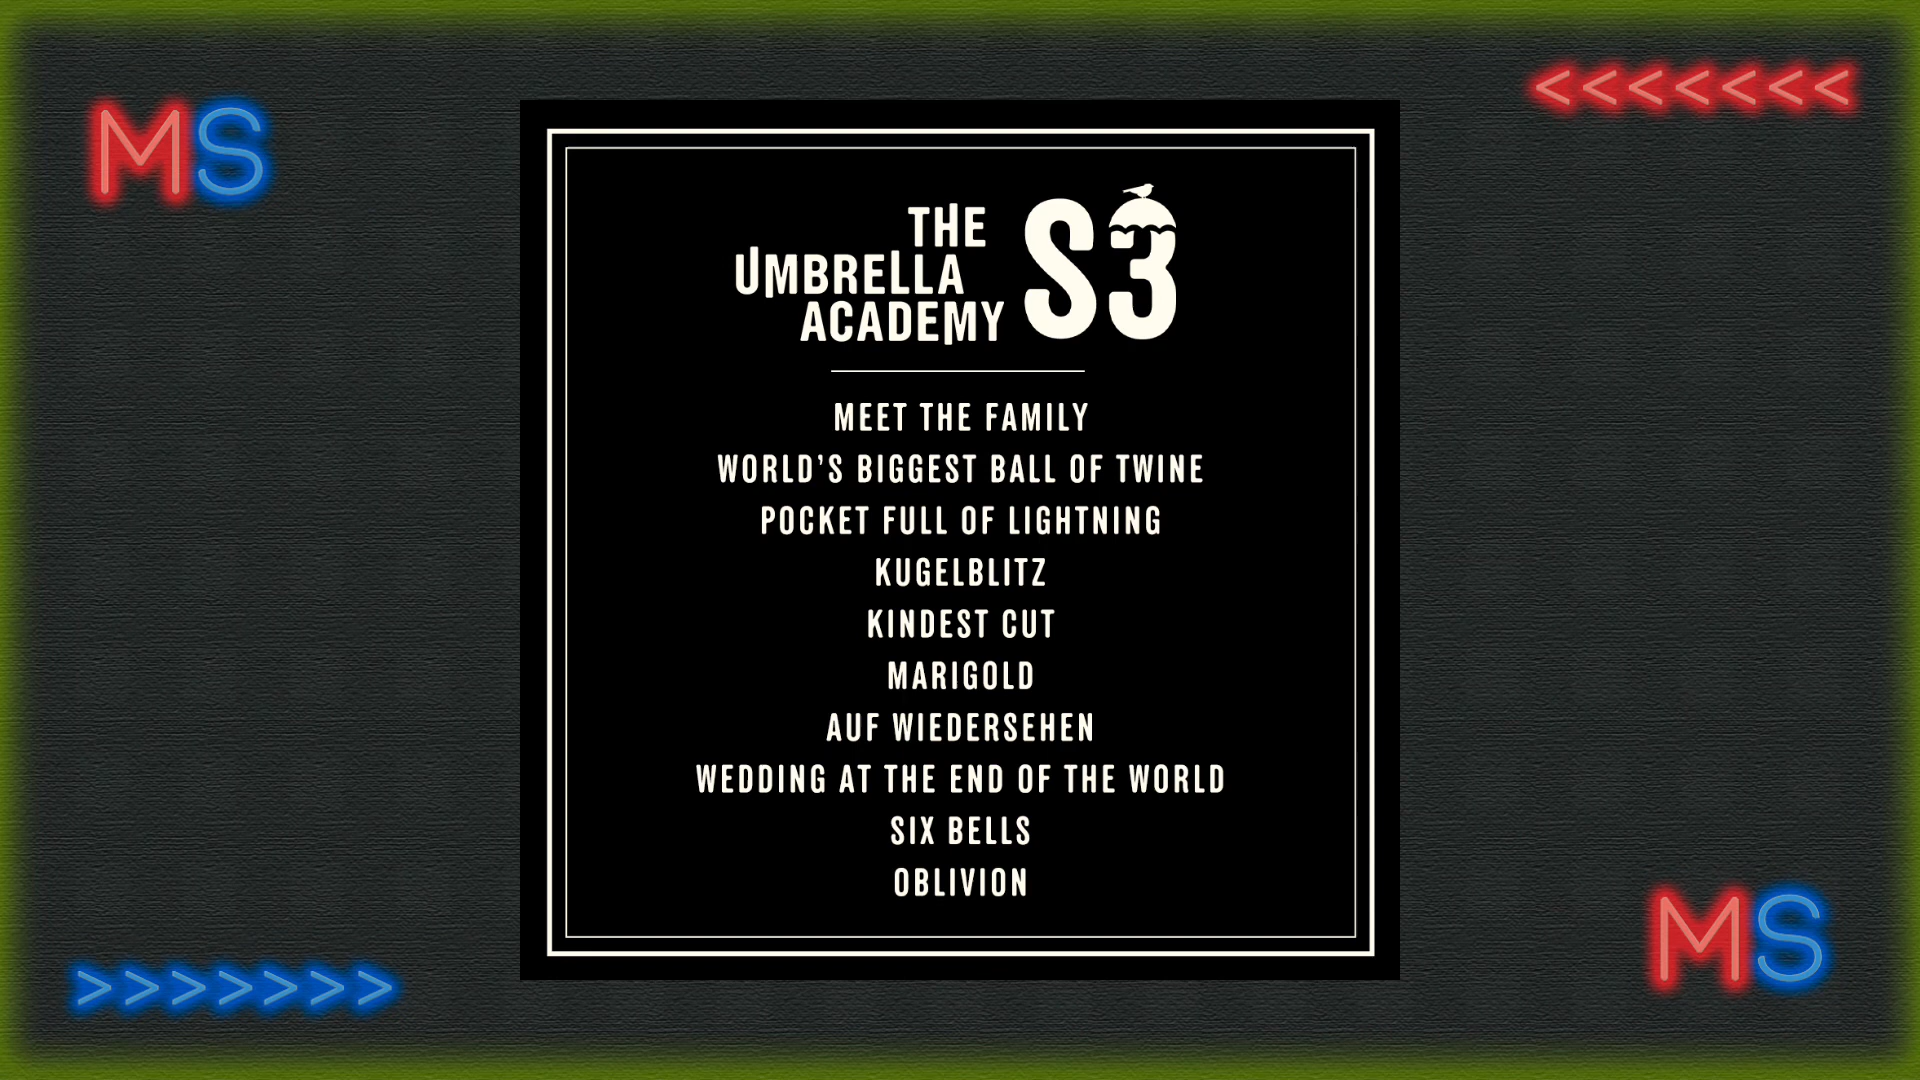 MS
<<<<<<<
THE
UMBRELLA
ACADEMY
S3
MEET THE FAMILY
WORLD'S BIGGEST BALL OF TWINE
POCKET FULL OF LIGHTNING
KUGELBLITZ
KINDEST CUT
MARIGOLD
AUF WIEDERSEHEN
WEDDING AT THE END OF THE WORLD
SIX BELLS
OBLIVION
>>>>>>>
MS